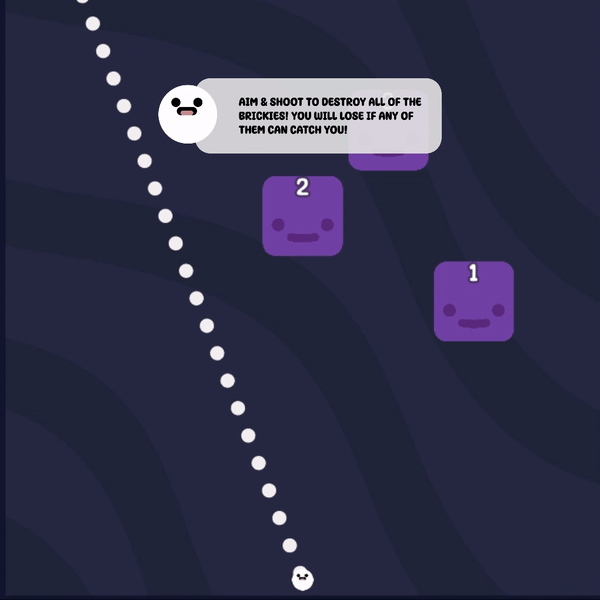 AIM & SHOOT TO DESTROY ALL OF THE
BRICKIES! YOU WILL LOSE IF ANY OF
THEM CAN CATCH YOU!
2
1